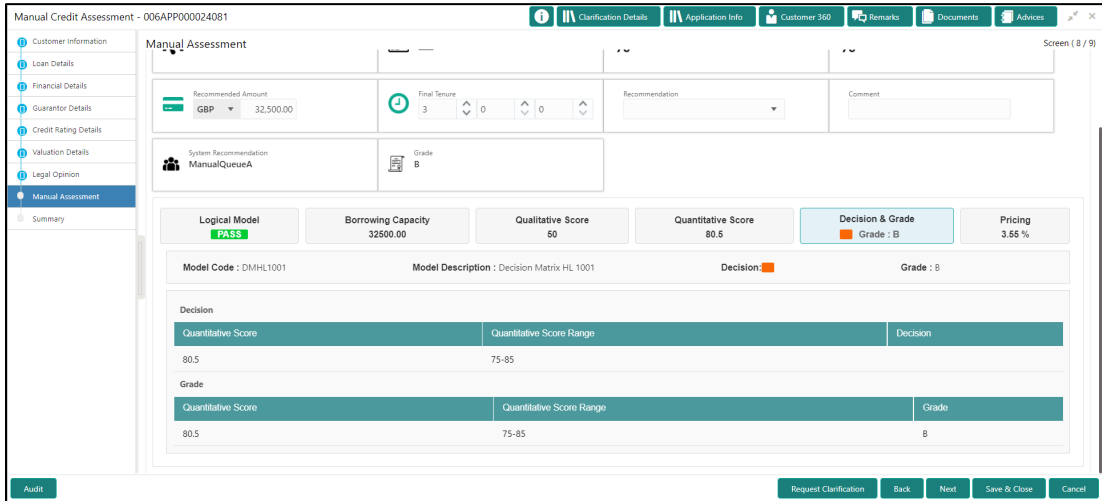 Manual Credit Assessment - 006APP000024081
Clarification Details
Application Info
Customer 360
Remarks
Documents
Advices
Customer Information
Loan Details
Financial Details
Guarantor Details
Credit Rating Details
Valuation Details
Legal Opinion
Manual Assessment
Summary
Manual Assessment
Screen ( 8 / 9)
Recommended Amount
GBP 32,500.00
Final Tenure
3 0 0
Recommendation
Comment
System Recommendation
ManualQueueA
Grade
B
Logical Model
PASS
Borrowing Capacity
32500.00
Qualitative Score
50
Quantitative Score
80.5
Decision & Grade
Grade : B
Pricing
3.55 %
Model Code : DMHL1001 Model Description : Decision Matrix HL 1001 Decision: Grade : B
Decision
Quantitative Score Quantitative Score Range Decision
80.5 75-85
Grade
Quantitative Score Quantitative Score Range Grade
80.5 75-85 B
Audit
Request Clarification
Back
Next
Save & Close
Cancel